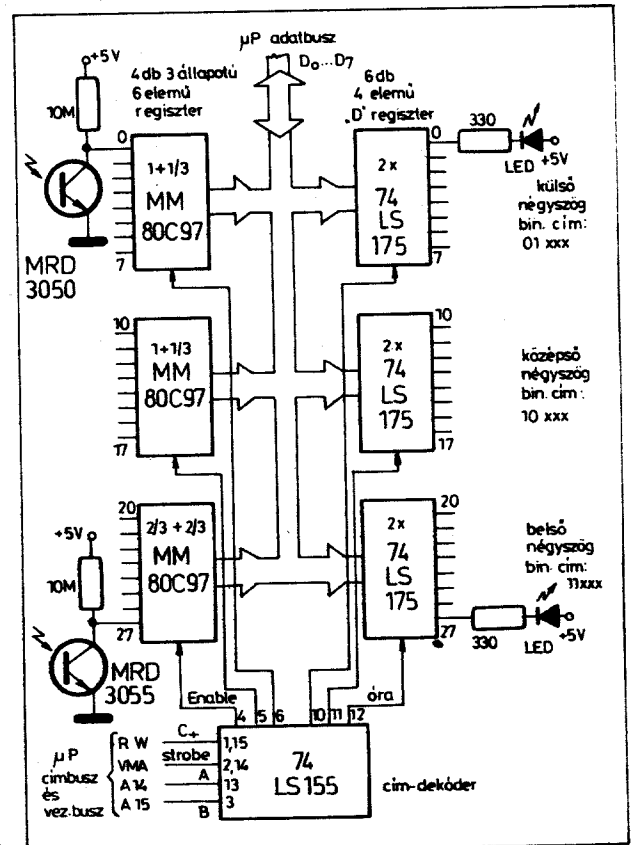 µP adatbusz
D₀...D₇
+5V
10M
MRD
3050
4 db 3 állapotú
6 elemű
regiszter
0
1+1/3
MM
80C97
7
6 db
4 elemű
„D" regiszter
0
2x
74
LS
175
7
330
LED
+5V
külső
négyszög
bin. cím:
01 xxx
10
1+1/3
MM
80C97
17
10
2x
74
LS
175
17
középső
négyszög
bin. cím:
10 xxx
+5V
10M
MRD
3055
20
2/3 + 2/3
MM
80C97
27
20
2x
74
LS
175
27
330
LED
+5V
belső
négyszög
bin. cím:
11xxx
Enable
óra
4 5 6 10 11 12
µP
címbusz
és
vez.busz
R W C+ 1,15
VMA strobe 2,14
A 14 A 13
A 15 B 3
74
LS155
cím-dekóder